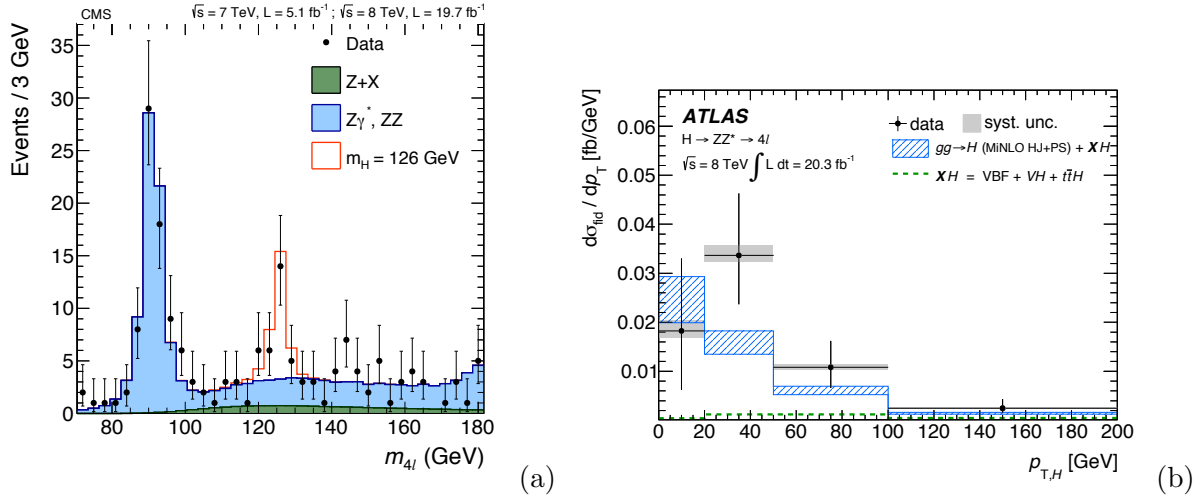 CMS √s = 7 TeV, L = 5.1 fb⁻¹ ; √s = 8 TeV, L = 19.7 fb⁻¹
Events / 3 GeV
35
30
25
20
15
10
5
0
Data
Z+X
Zγ*, ZZ
m_H = 126 GeV
80 100 120 140 160 180
m_4l (GeV)
(a)
dσ_fid / dp_T [fb/GeV]
0.06
0.05
0.04
0.03
0.02
0.01
ATLAS
H → ZZ* → 4l
√s = 8 TeV ∫ L dt = 20.3 fb⁻¹
data syst. unc.
gg→H (MiNLO HJ+PS) + XH
XH = VBF + VH + tt̄H
0 20 40 60 80 100 120 140 160 180 200
p_T,H [GeV]
(b)